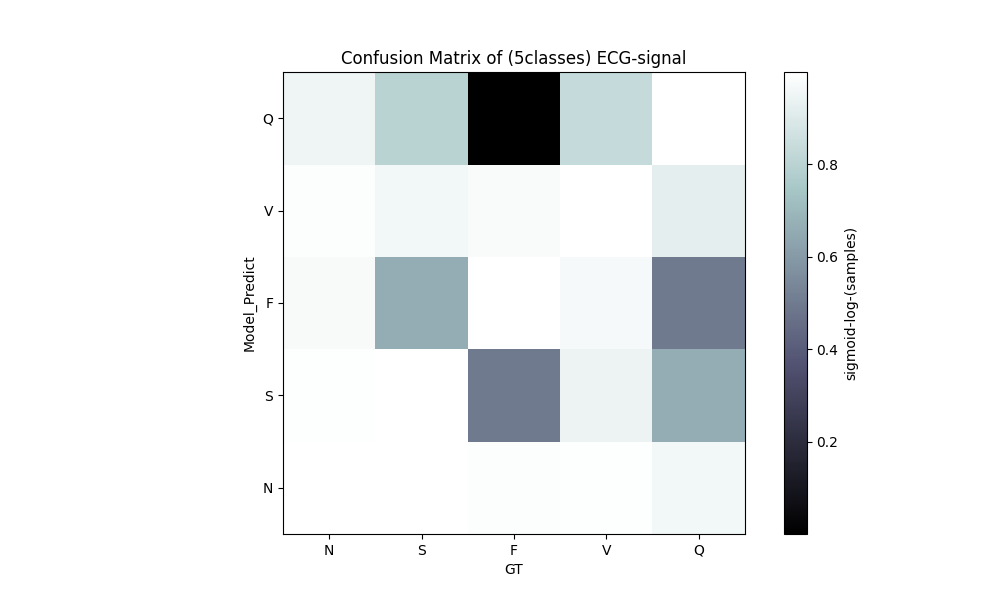 Confusion Matrix of (5classes) ECG-signal
Q
V
F
S
N
Model_Predict
N S F V Q
GT
0.8
0.6
0.4
0.2
sigmoid-log-(samples)